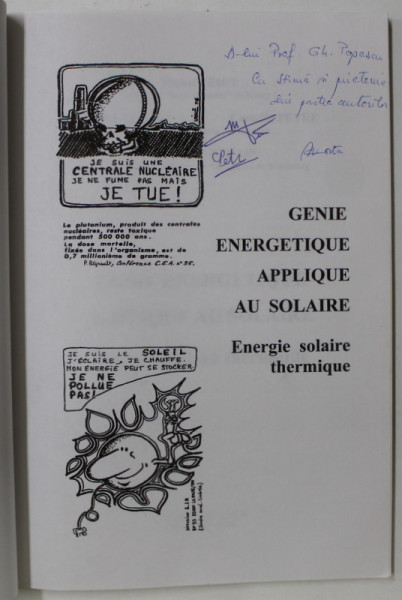 D-lui Prof. Gh. Popescu
Cu stimă și prietenie
din partea autorilor
JE SUIS UNE
CENTRALE NUCLÉAIRE
JE NE FUME PAS MAIS
JE TUE!
Le plutonium, produit des centrales
nucléaires, reste toxique
pendant 500 000 ans.
La dose mortelle,
fixée dans l'organisme, est de
0,7 millionième de gramme.
GENIE
ENERGETIQUE
APPLIQUE
AU SOLAIRE
Energie solaire
thermique
JE SUIS LE SOLEIL
J'ÉCLAIRE, JE CHAUFFE.
MON ÉNERGIE PEUT SE STOCKER,
JE NE
POLLUE
PAS!